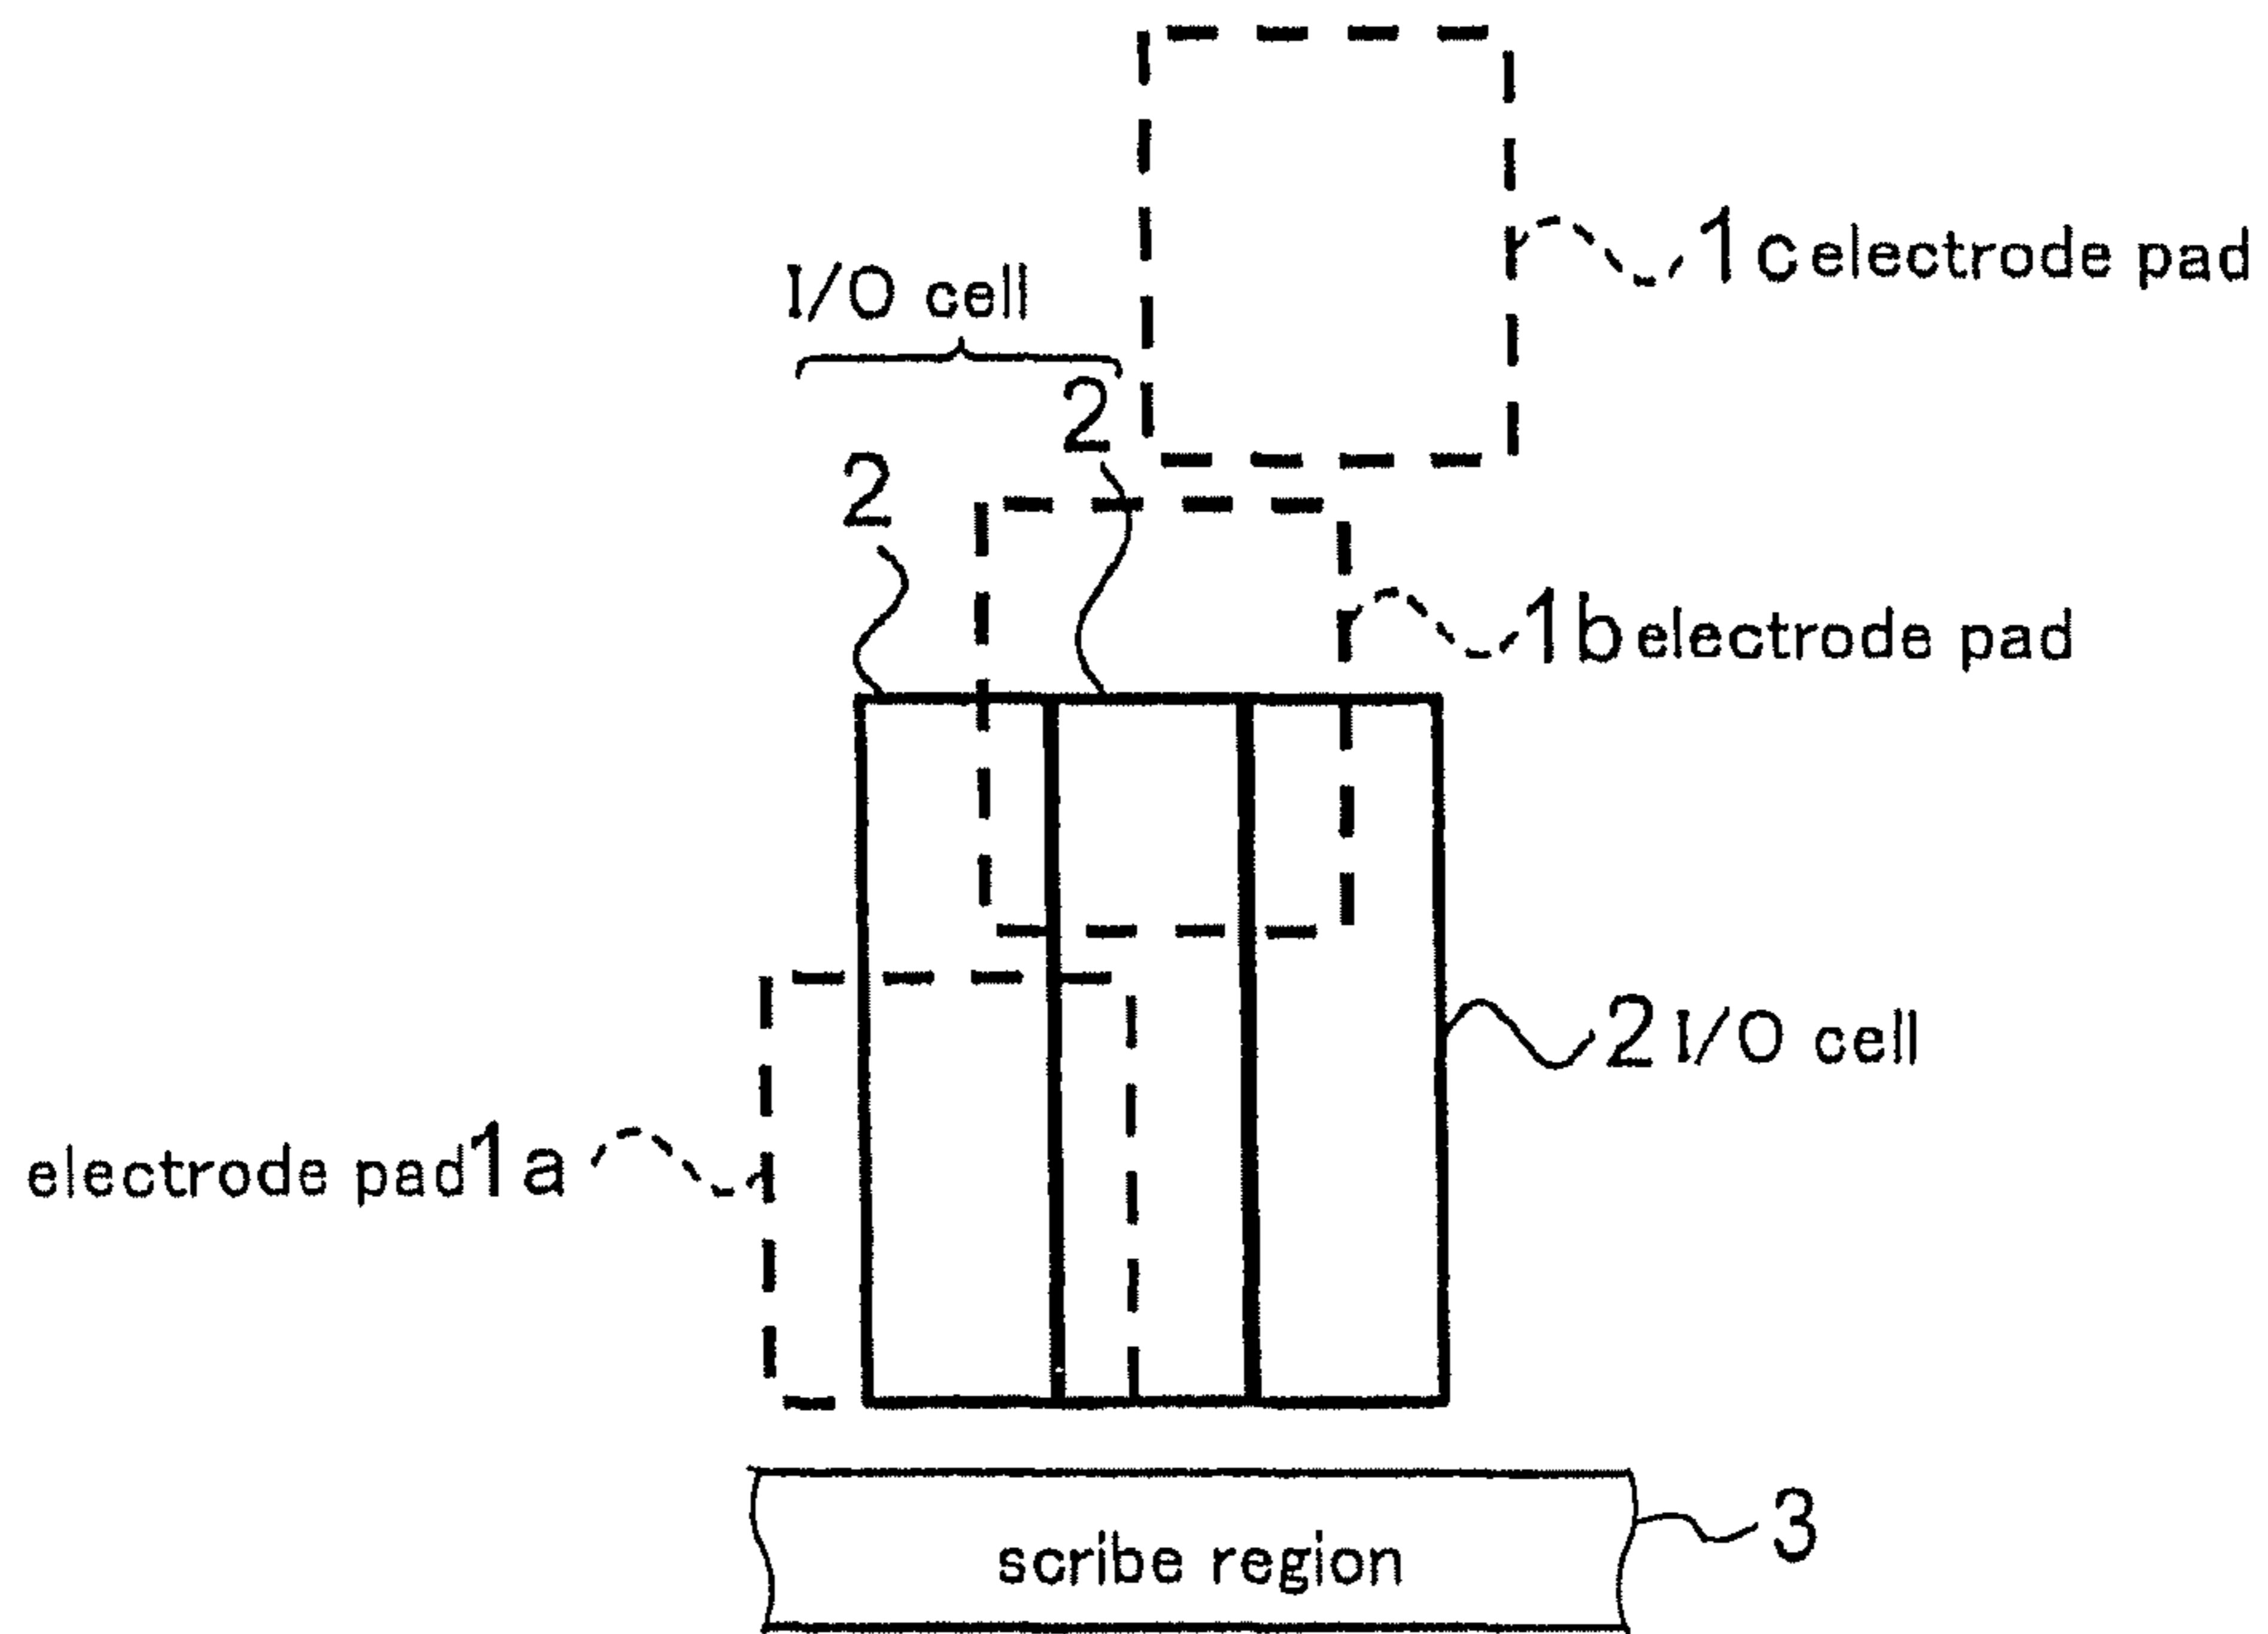 1c electrode pad
I/O cell
2
2
1b electrode pad
2 I/O cell
electrode pad 1a
3
scribe region